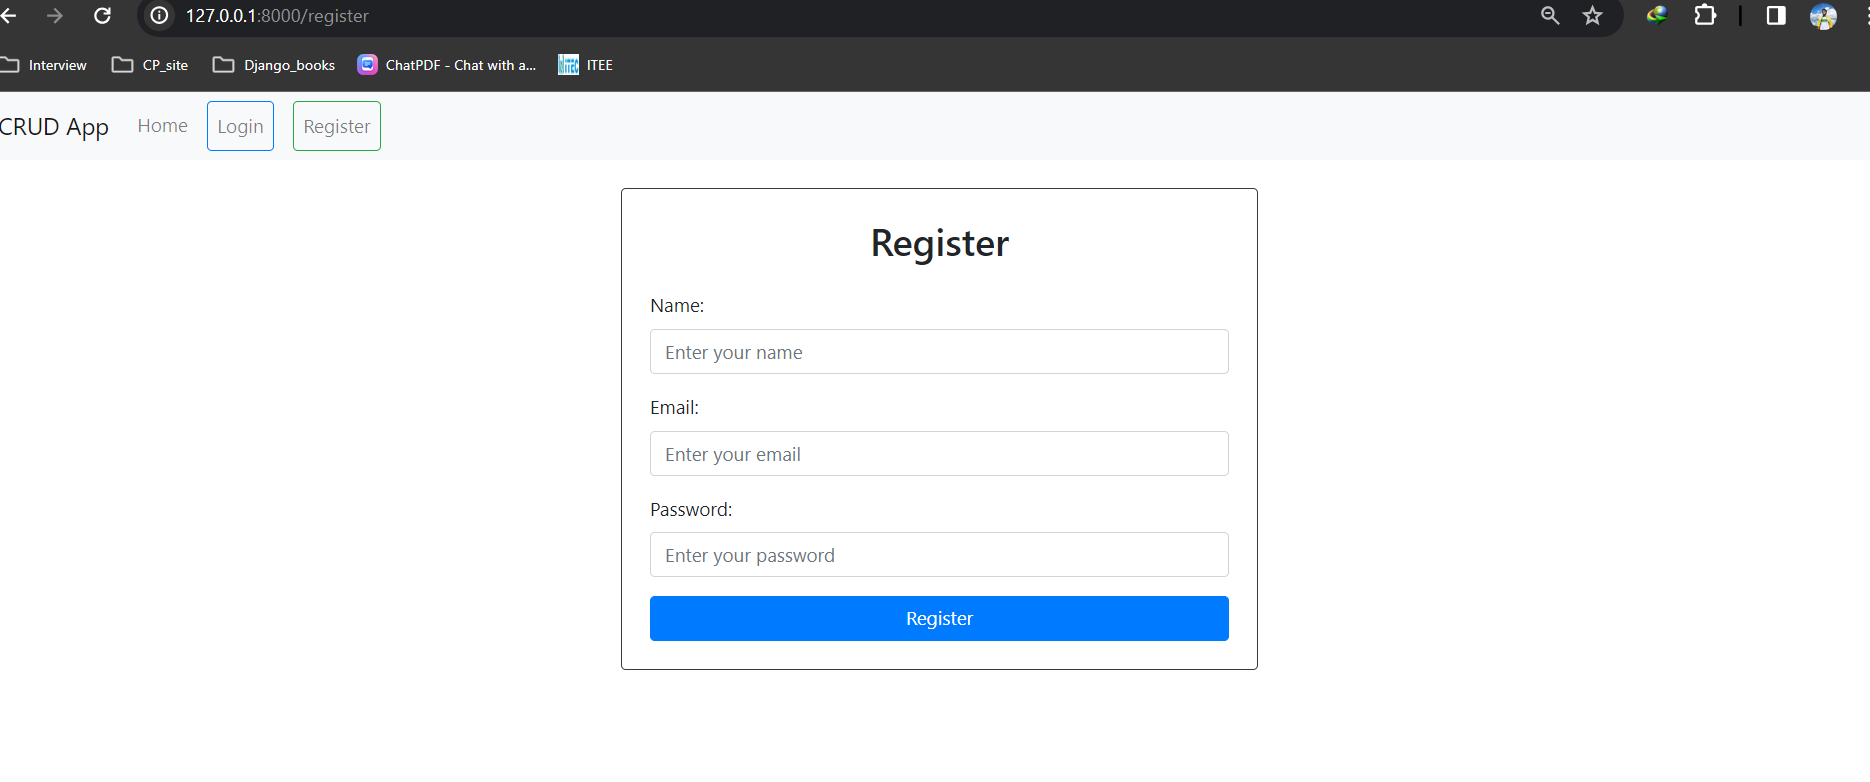 127.0.0.1:8000/register
Interview CP_site Django_books ChatPDF - Chat with a... ITEE
CRUD App Home Login Register
Register
Name:
Enter your name
Email:
Enter your email
Password:
Enter your password
Register